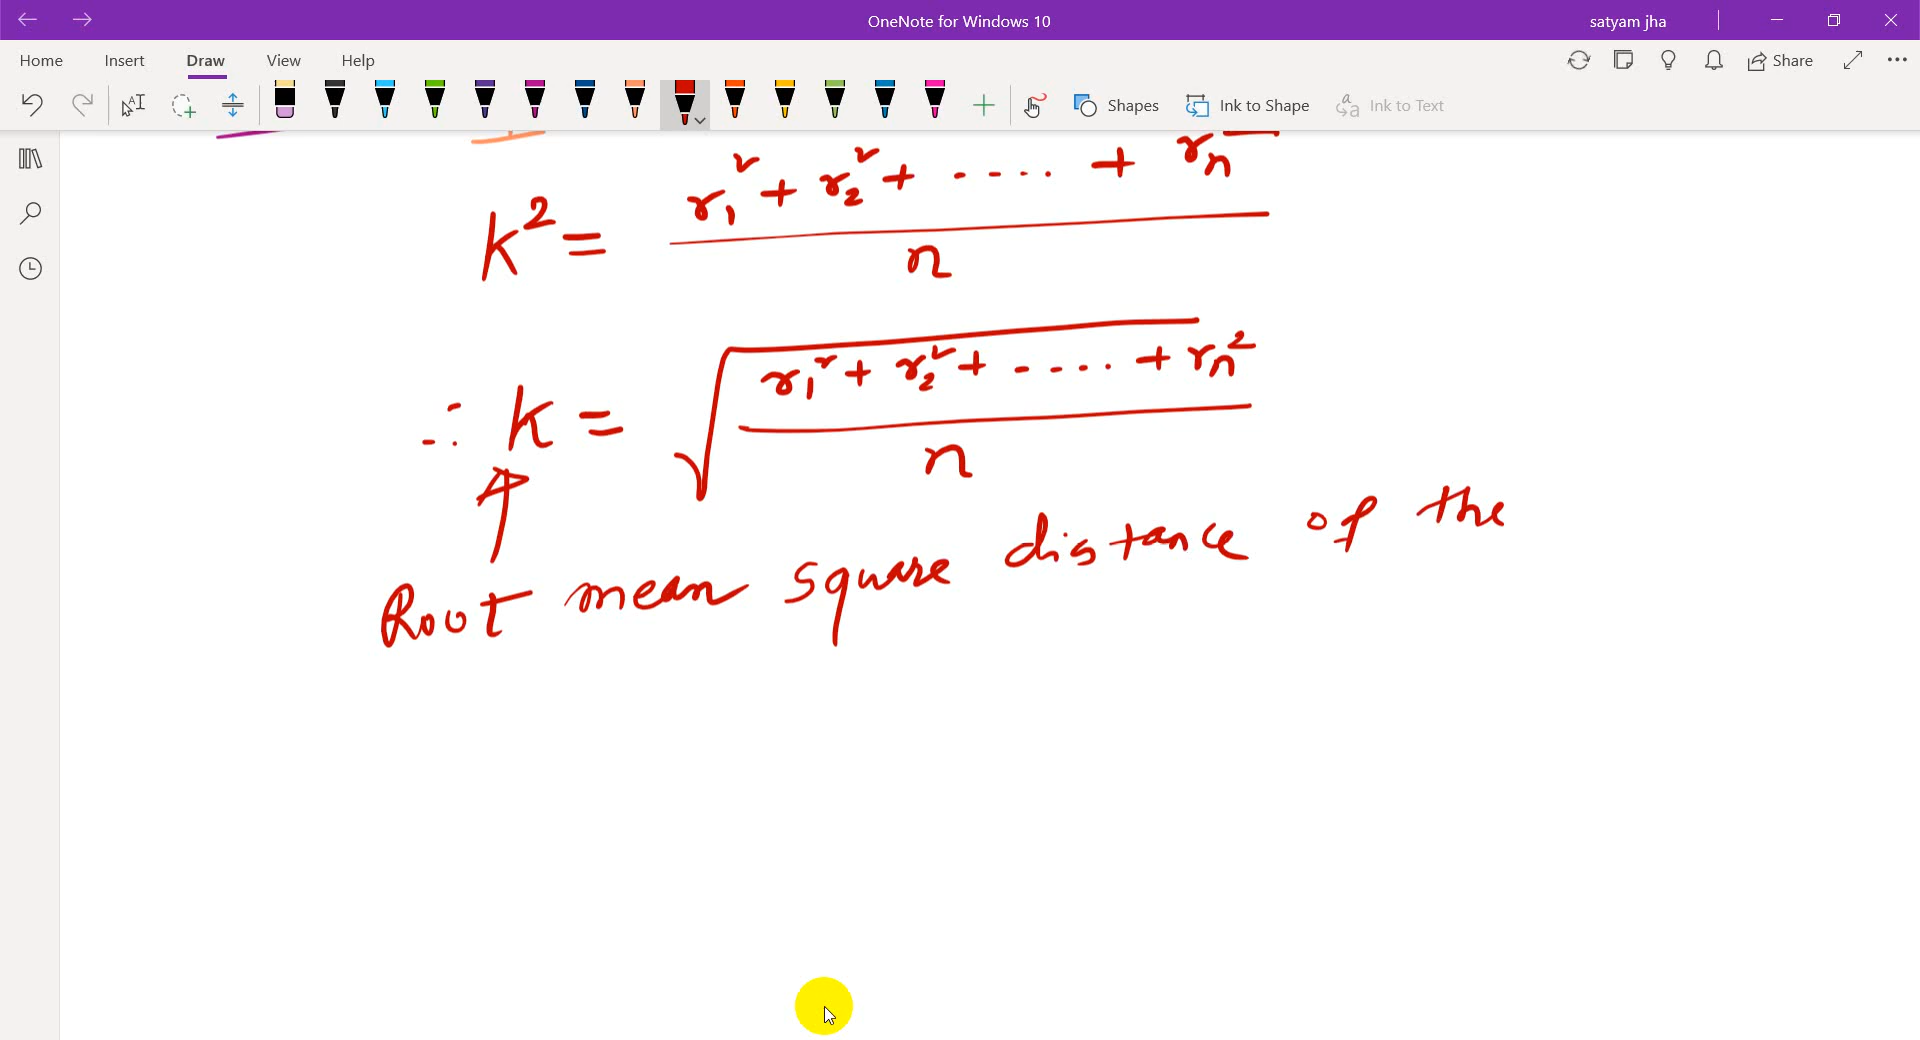 OneNote for Windows 10
satyam jha
Home Insert Draw View Help
Share
Shapes Ink to Shape Ink to Text
k² = r₁² + r₂² + ..... + rₙ² / n
∴ k = √(r₁² + r₂² + ..... + rₙ² / n)
Root mean square distance of the